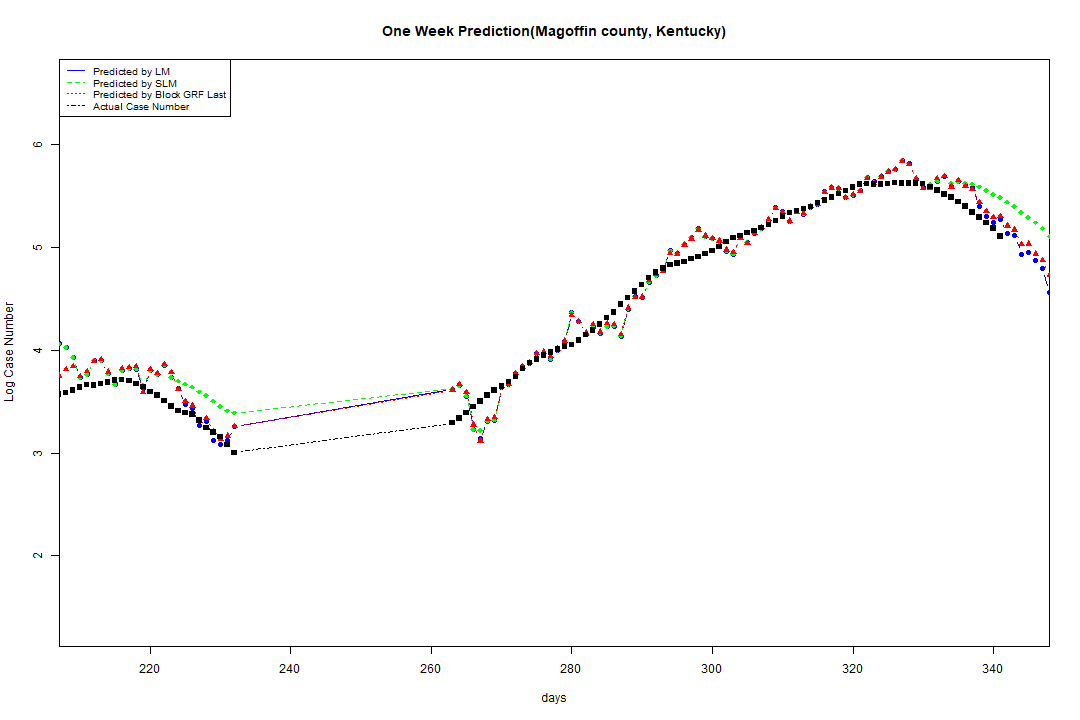 One Week Prediction(Magoffin county, Kentucky)
Predicted by LM
Predicted by SLM
Predicted by Block GRF Last
Actual Case Number
6
5
4
3
2
Log Case Number
220 240 260 280 300 320 340
days